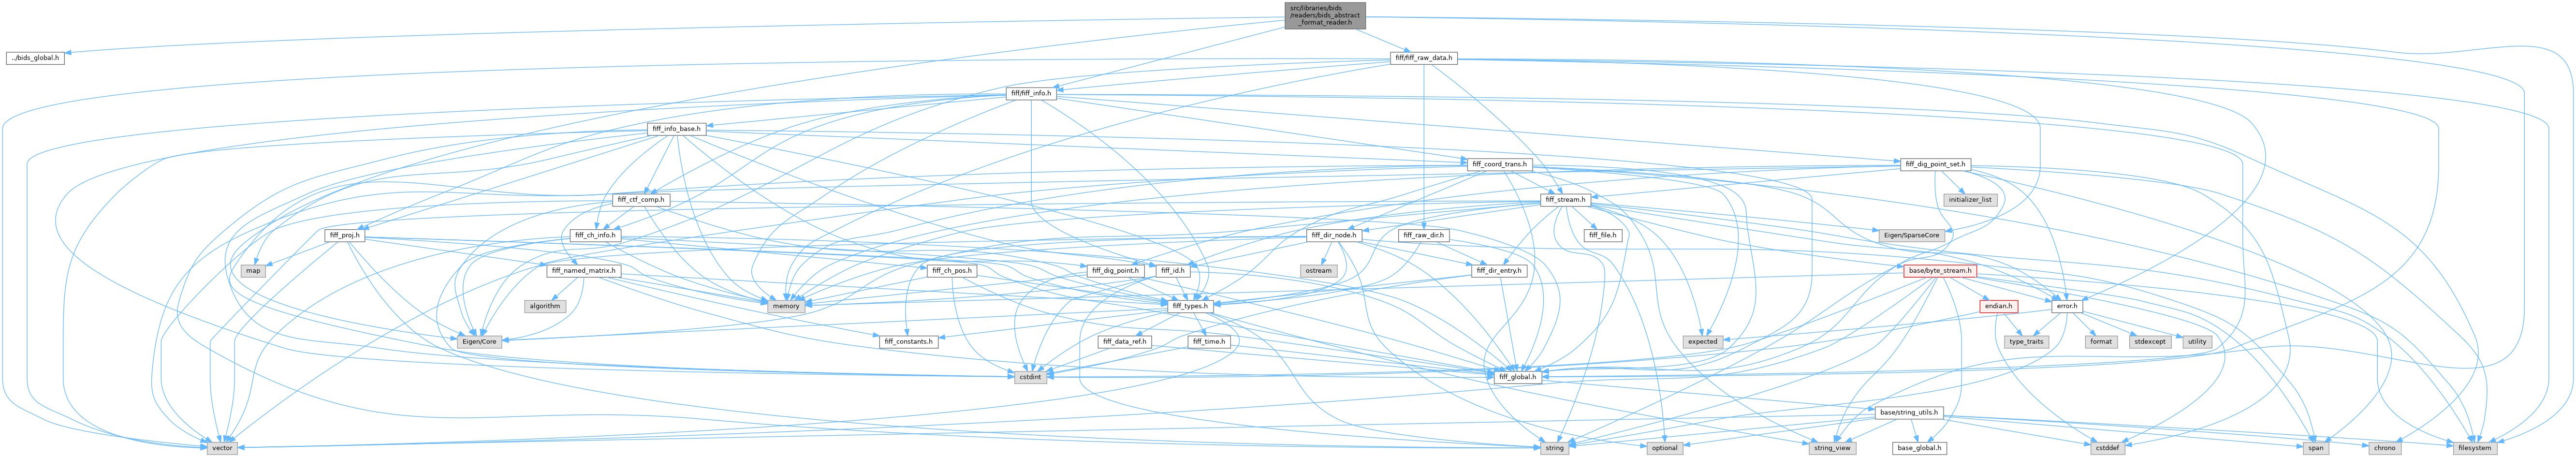 src/libraries/bids
/readers/bids_abstract
_format_reader.h
../bids_global.h
fiff/fiff_raw_data.h
fiff/fiff_info.h
fiff_info_base.h
fiff_coord_trans.h
fiff_dig_point_set.h
fiff_ctf_comp.h
fiff_stream.h
initializer_list
fiff_proj.h
fiff_ch_info.h
fiff_dir_node.h
fiff_raw_dir.h
fiff_file.h
Eigen/SparseCore
map
fiff_named_matrix.h
fiff_ch_pos.h
ostream
fiff_dig_point.h
fiff_id.h
fiff_dir_entry.h
base/byte_stream.h
algorithm
memory
fiff_types.h
endian.h
error.h
Eigen/Core
fiff_constants.h
fiff_data_ref.h
fiff_time.h
expected
type_traits
format
stdexcept
utility
cstdint
fiff_global.h
base/string_utils.h
vector
string
optional
string_view
base_global.h
cstddef
span
chrono
filesystem